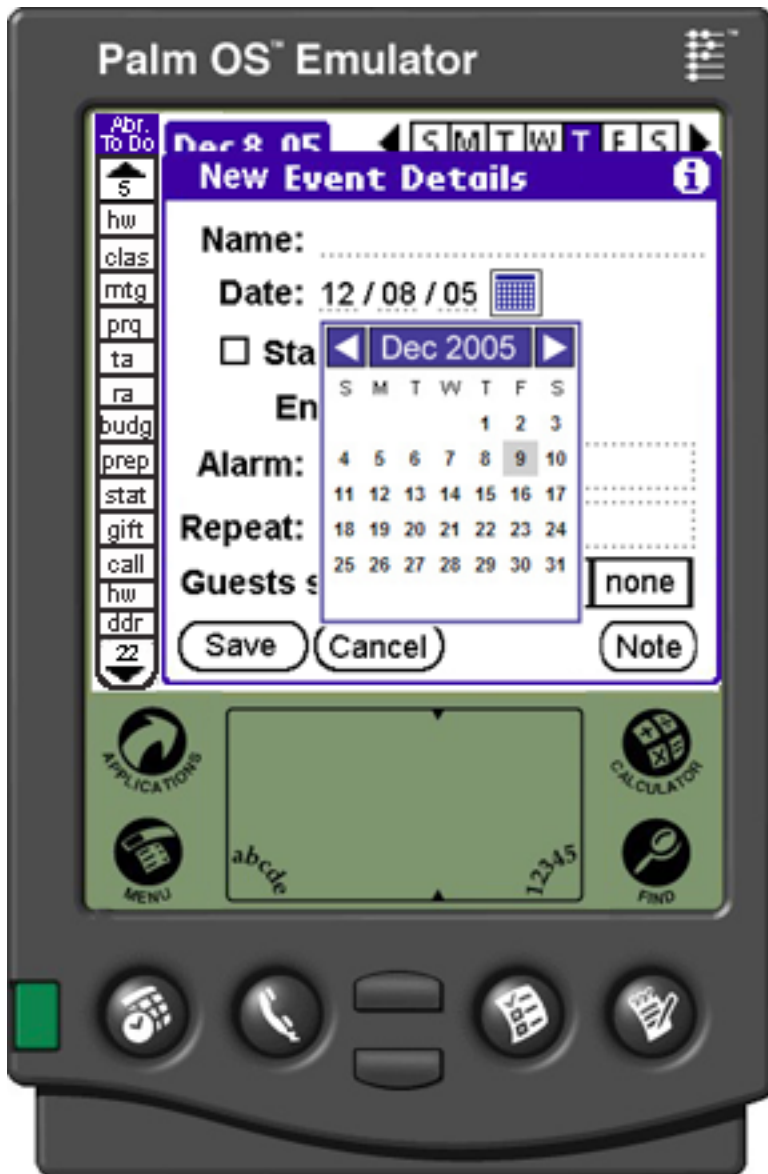 Palm OS™ Emulator
Abr.
To Do
5
hw
clas
mtg
prq
ta
ra
budg
prep
stat
gift
call
hw
ddr
22
Dec 8, 05
S M T W T F S
New Event Details
Name:
Date: 12 / 08 / 05
Sta
En
Alarm:
Repeat:
Guests s
none
Dec 2005
S M T W T F S
1 2 3
4 5 6 7 8 9 10
11 12 13 14 15 16 17
18 19 20 21 22 23 24
25 26 27 28 29 30 31
Save Cancel Note
APPLICATIONS
CALCULATOR
MENU
abcde
12345
FIND